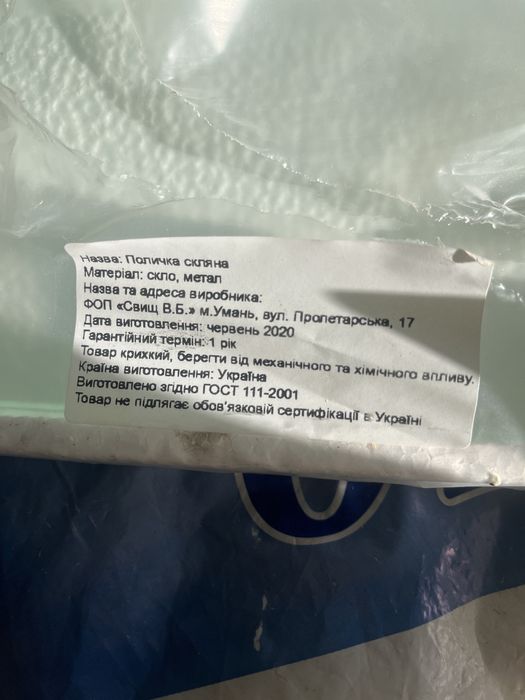 Назва: Поличка скляна
Матеріал: скло, метал
Назва та адреса виробника:
ФОП «Свищ В.Б.» м.Умань, вул. Пролетарська, 17
Дата виготовлення: червень 2020
Гарантійний термін: 1 рік
Товар крихкий, берегти від механічного та хімічного впливу.
Країна виготовлення: Україна
Виготовлено згідно ГОСТ 111-2001
Товар не підлягає обов'язковій сертифікації в Україні